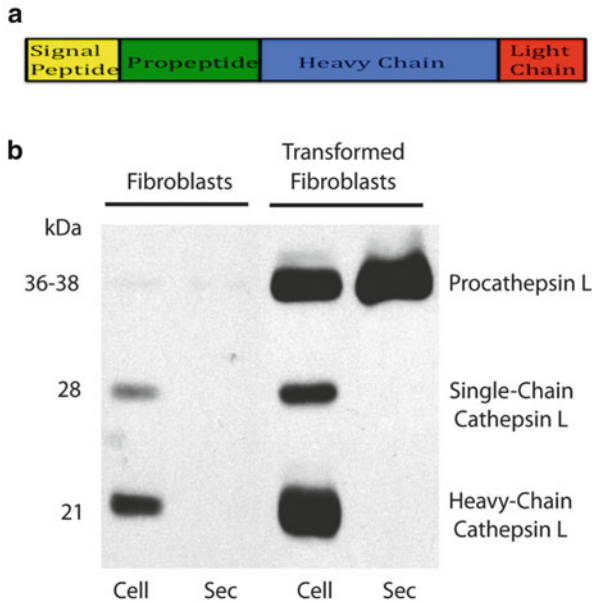 a
Signal
Peptide
Propeptide
Heavy Chain
Light
Chain
b
Fibroblasts
Transformed
Fibroblasts
kDa
36-38
Procathepsin L
28
Single-Chain
Cathepsin L
21
Heavy-Chain
Cathepsin L
Cell
Sec
Cell
Sec